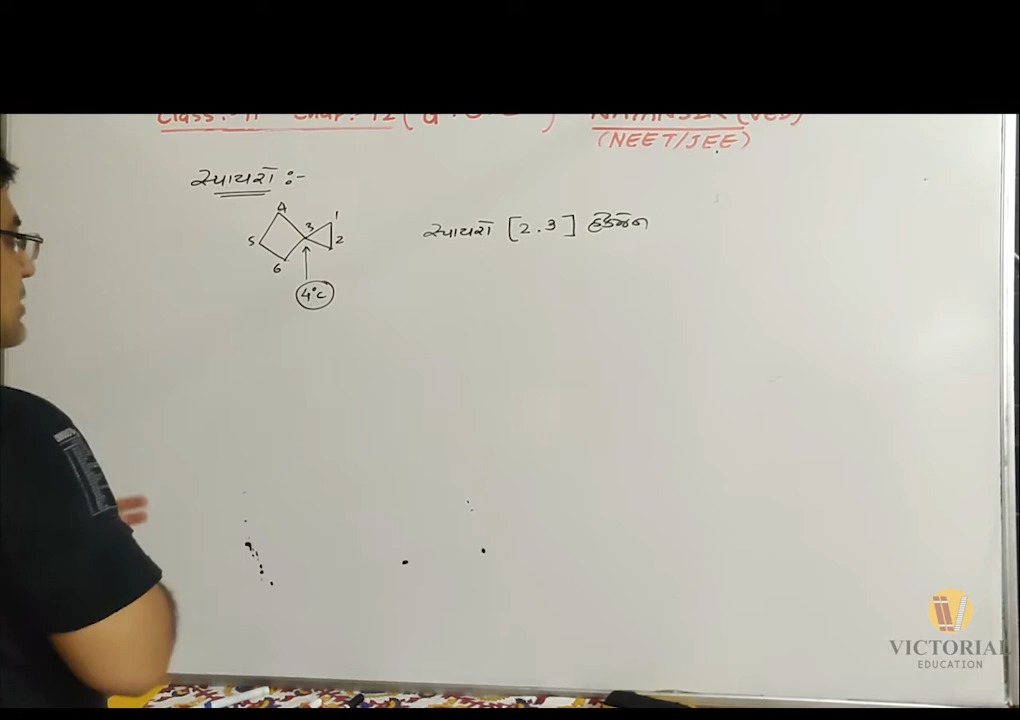 (NEET/JEE)
સ્પાયરો :-
4
3
1
5
2
6
4°C
સ્પાયરો [2.3] હેક્ઝેન
VICTORIAL
EDUCATION